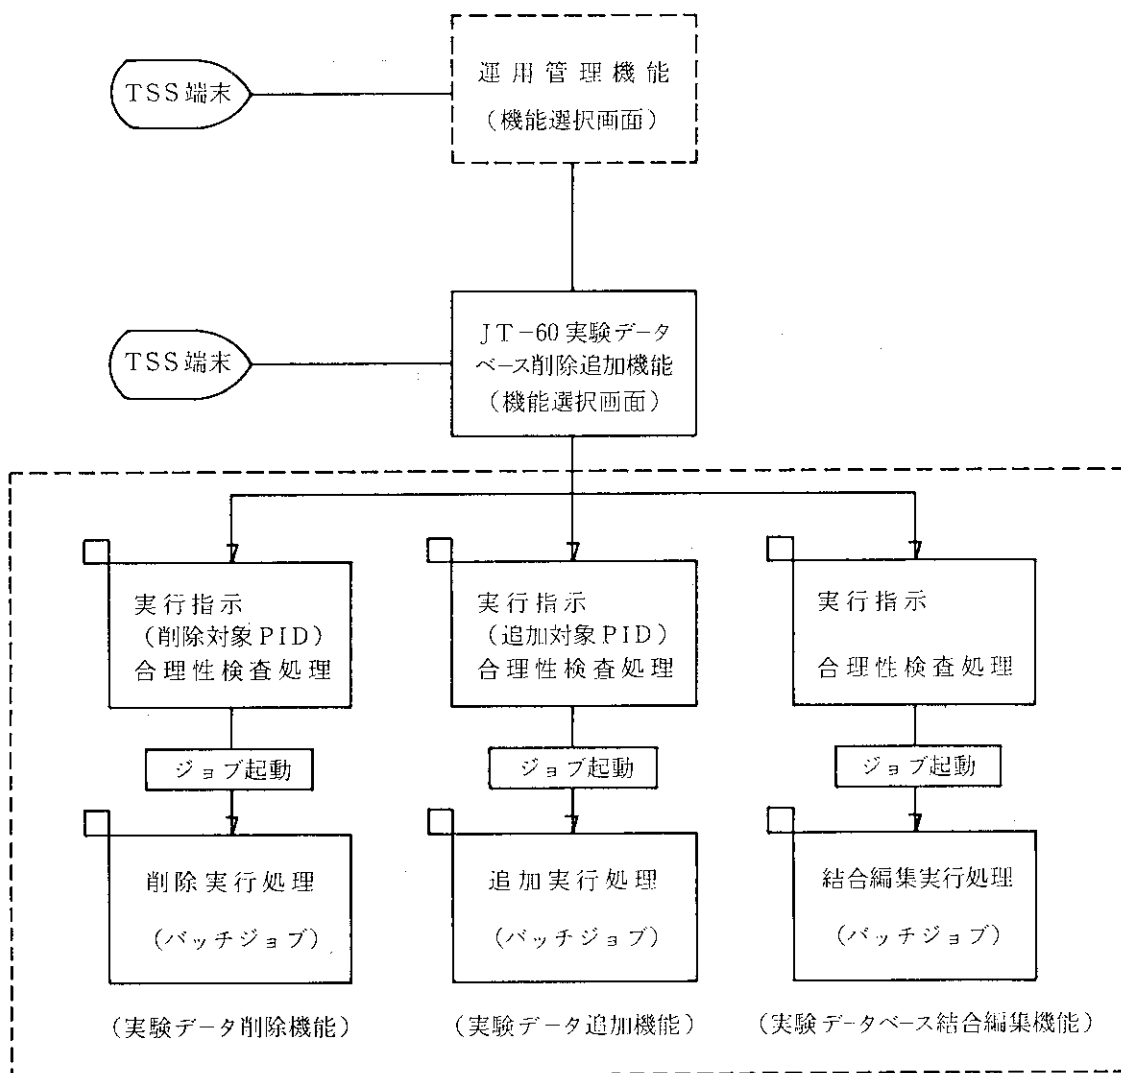 運用管理機能
TSS端末
(機能選択画面)
JT-60実験データ
ベース削除追加機能
TSS端末
(機能選択画面)
実行指示
(削除対象PID)
合理性検査処理
実行指示
(追加対象PID)
合理性検査処理
実行指示
合理性検査処理
ジョブ起動
ジョブ起動
ジョブ起動
削除実行処理
(バッチジョブ)
追加実行処理
(バッチジョブ)
結合編集実行処理
(バッチジョブ)
(実験データ削除機能)
(実験データ追加機能)
(実験データベース結合編集機能)